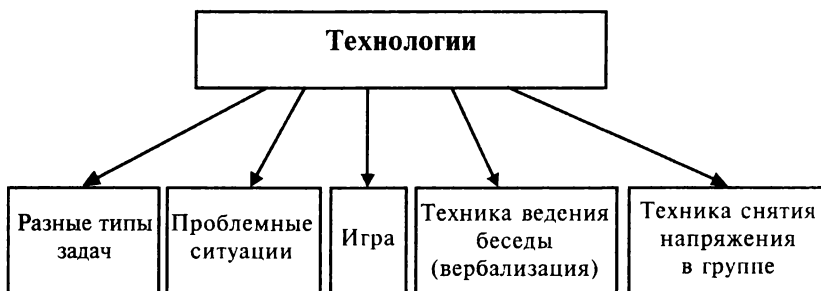 Технологии
Разные типы
задач
Проблемные
ситуации
Игра
Техника ведения
беседы
(вербализация)
Техника снятия
напряжения
в группе